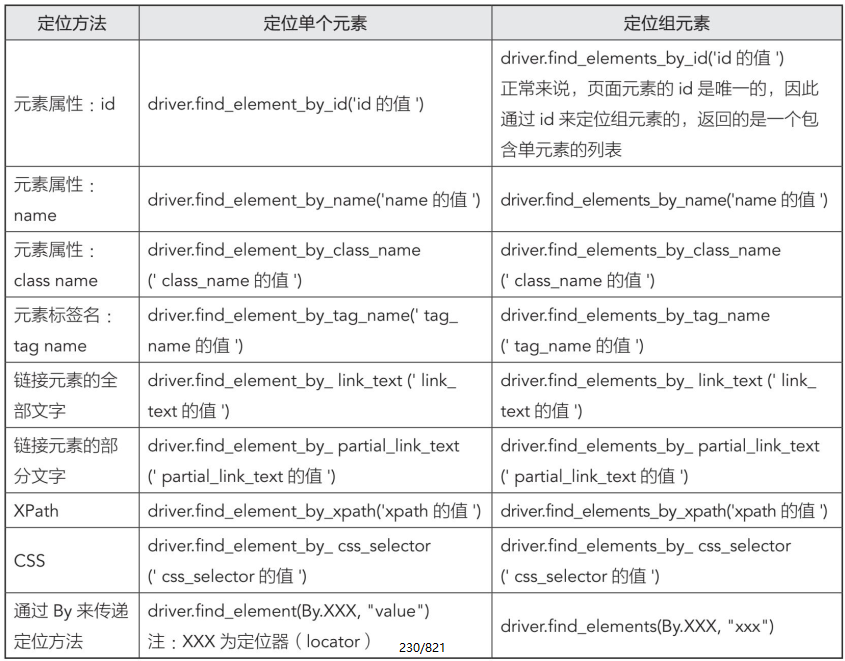 定位方法 定位单个元素 定位组元素
元素属性：id driver.find_element_by_id('id 的值 ') driver.find_elements_by_id('id 的值 ')
正常来说，页面元素的 id 是唯一的，因此
通过 id 来定位组元素的，返回的是一个包
含单元素的列表
元素属性：
name
driver.find_element_by_name('name 的值 ')
driver.find_elements_by_name('name 的值 ')
元素属性：
class name
driver.find_element_by_class_name
(' class_name 的值 ')
driver.find_elements_by_class_name
(' class_name 的值 ')
元素标签名：
tag name
driver.find_element_by_tag_name(' tag_
name 的值 ')
driver.find_elements_by_tag_name
(' tag_name 的值 ')
链接元素的全
部文字
driver.find_element_by_ link_text (' link_
text 的值 ')
driver.find_elements_by_ link_text (' link_
text 的值 ')
链接元素的部
分文字
driver.find_element_by_ partial_link_text
(' partial_link_text 的值 ')
driver.find_elements_by_ partial_link_text
(' partial_link_text 的值 ')
XPath driver.find_element_by_xpath('xpath 的值 ') driver.find_elements_by_xpath('xpath 的值 ')
CSS
driver.find_element_by_ css_selector
(' css_selector 的值 ')
driver.find_elements_by_ css_selector
(' css_selector 的值 ')
通过 By 来传递
定位方法
driver.find_element(By.XXX, "value")
注：XXX 为定位器（locator）
driver.find_elements(By.XXX, "xxx")
230/821